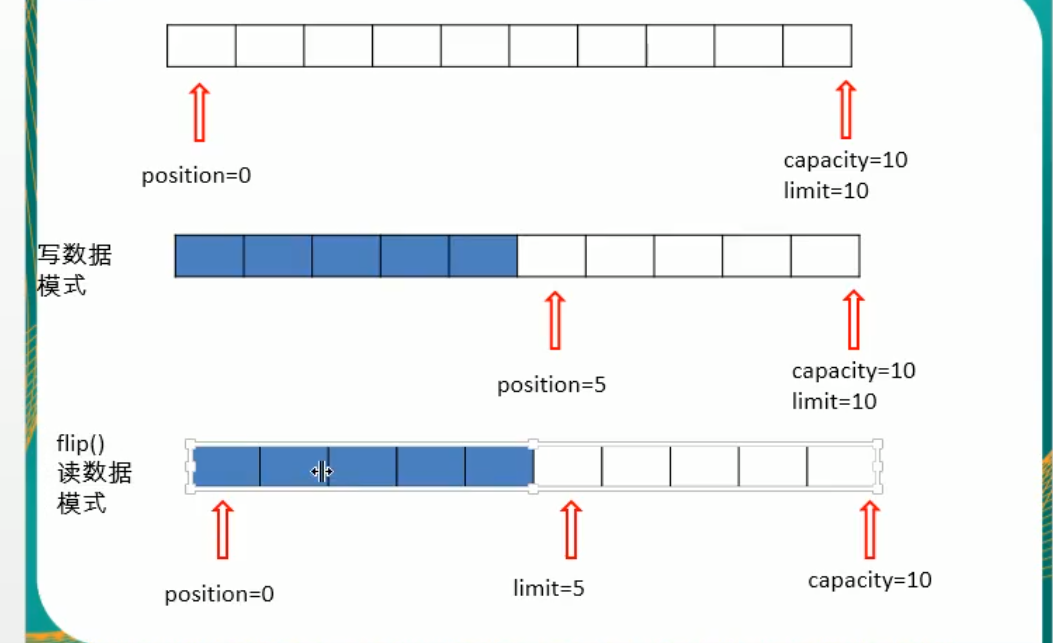 position=0
capacity=10
limit=10
写数据
模式
position=5
capacity=10
limit=10
flip()
读数据
模式
position=0
limit=5
capacity=10